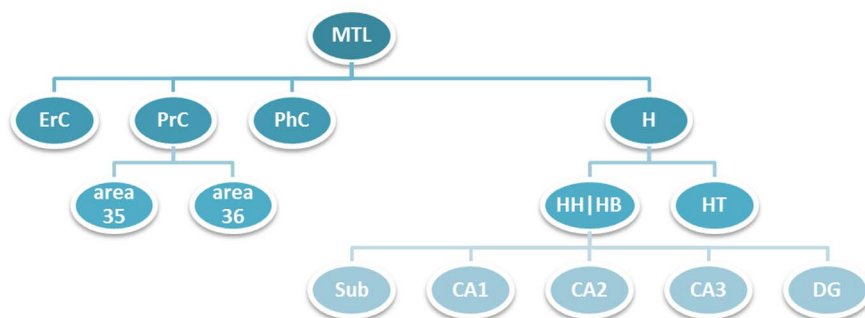 MTL
ErC
PrC
PhC
H
area
35
area
36
HH|HB
HT
Sub
CA1
CA2
CA3
DG